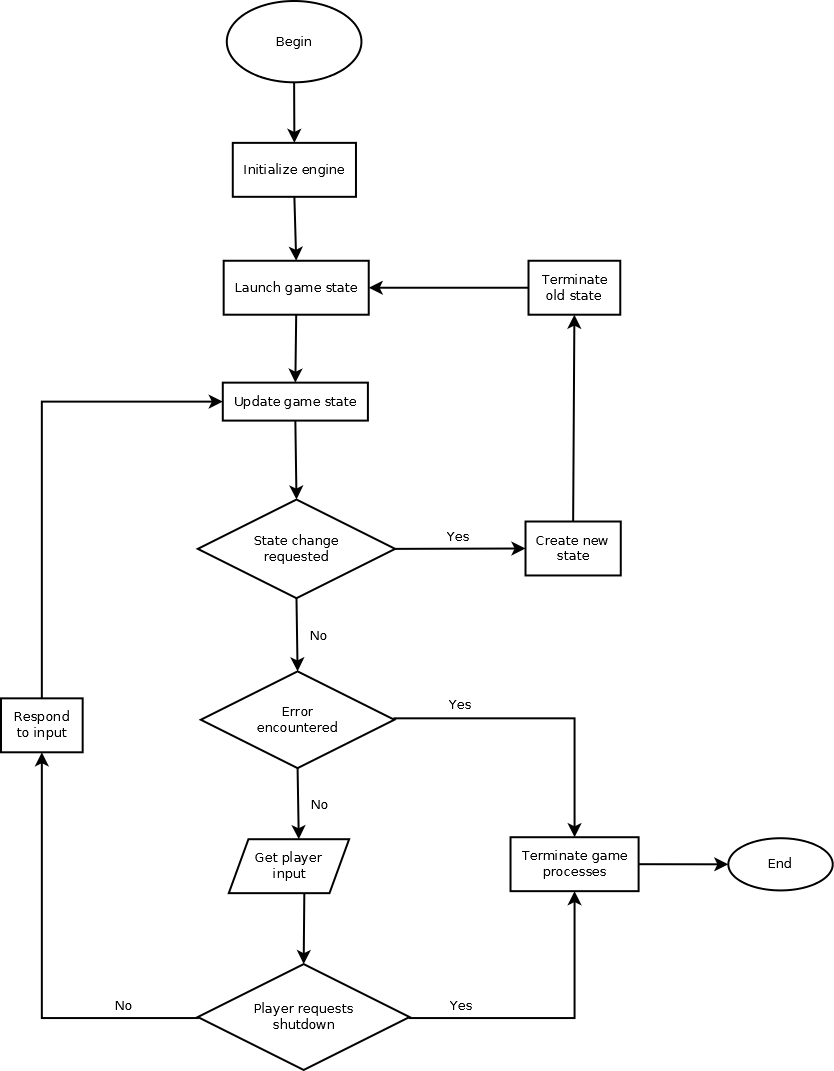 Begin
Initialize engine
Launch game state
Terminate
old state
Update game state
State change
requested
Yes
Create new
state
No
Error
encountered
Yes
Respond
to input
No
Get player
input
Terminate game
processes
End
Player requests
shutdown
No
Yes